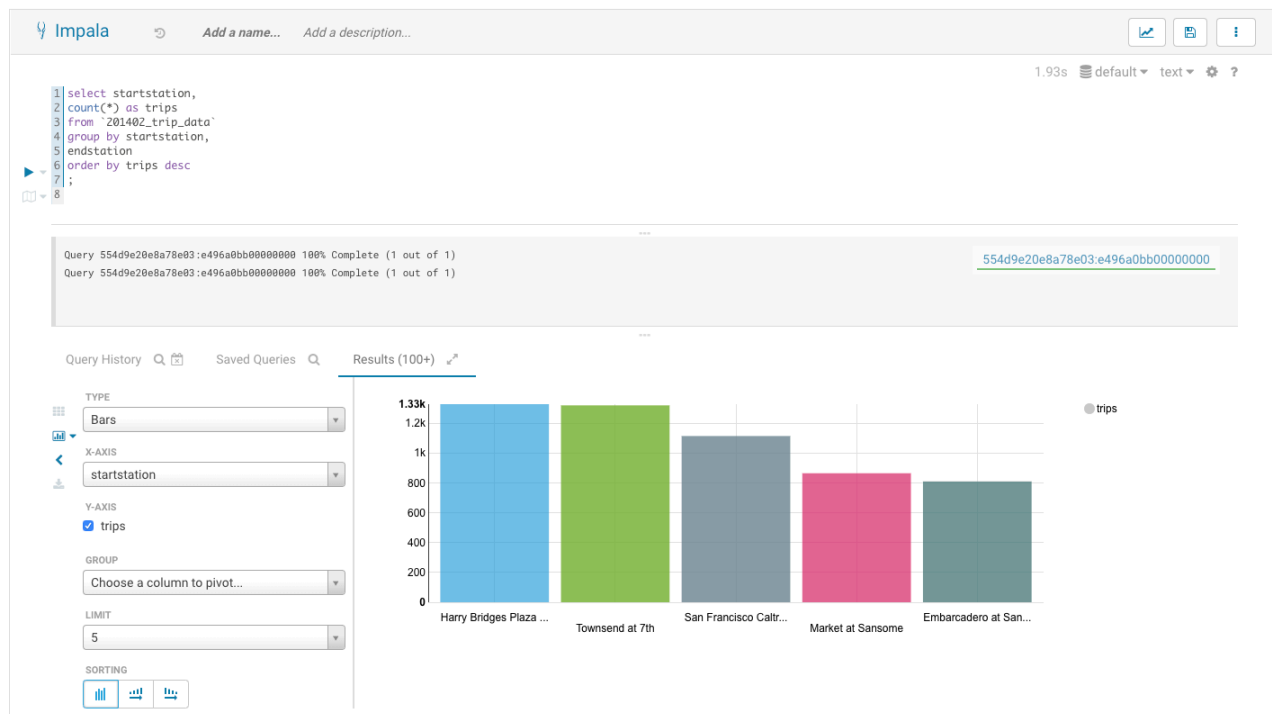 Impala Add a name... Add a description...
1.93s default text ?
1 select startstation,
2 count(*) as trips
3 from `201402_trip_data`
4 group by startstation,
5 endstation
6 order by trips desc
7 ;
8
Query 554d9e20e8a78e03:e496a0bb00000000 100% Complete (1 out of 1)
Query 554d9e20e8a78e03:e496a0bb00000000 100% Complete (1 out of 1)
554d9e20e8a78e03:e496a0bb00000000
Query History Saved Queries Results (100+)
TYPE
Bars
X-AXIS
startstation
Y-AXIS
trips
GROUP
Choose a column to pivot...
LIMIT
5
SORTING
1.33k
1.2k
1k
800
600
400
200
0
Harry Bridges Plaza ...
Townsend at 7th
San Francisco Caltr...
Market at Sansome
Embarcadero at San...
trips